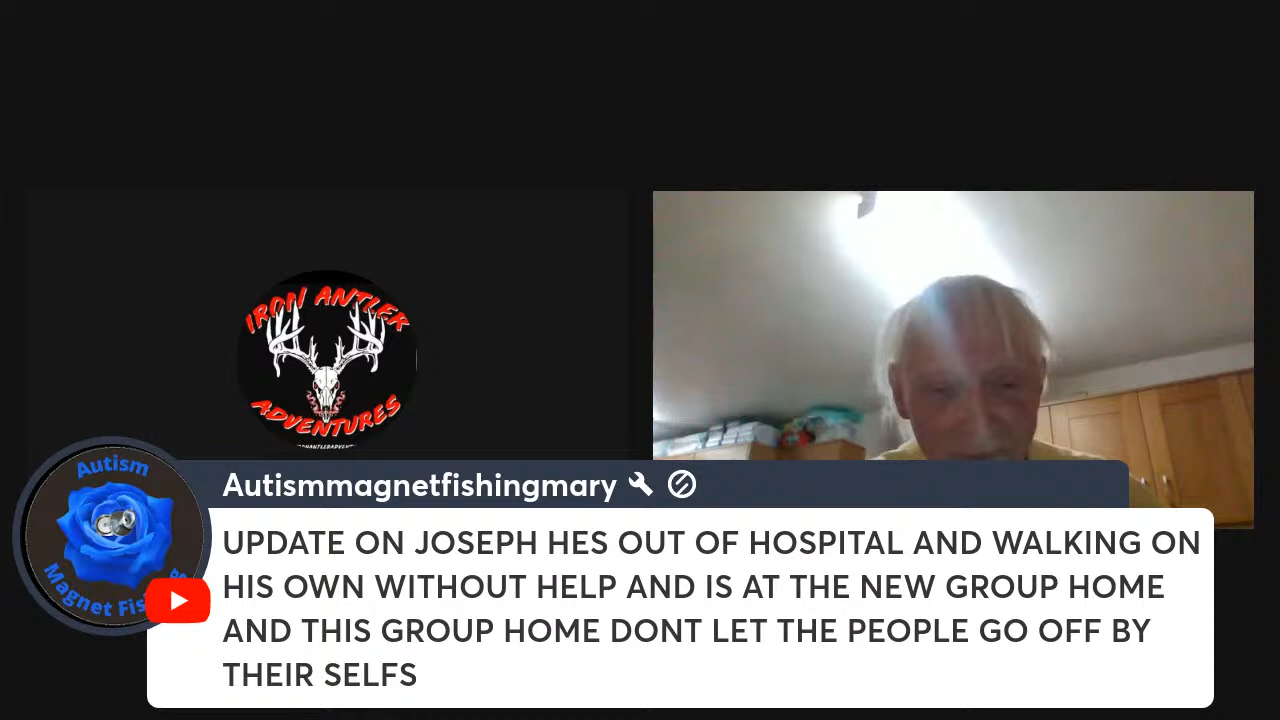 IRON ANTLER
ADVENTURES
Autismmagnetfishingmary
Autism
Magnet Fis
UPDATE ON JOSEPH HES OUT OF HOSPITAL AND WALKING ON
HIS OWN WITHOUT HELP AND IS AT THE NEW GROUP HOME
AND THIS GROUP HOME DONT LET THE PEOPLE GO OFF BY
THEIR SELFS